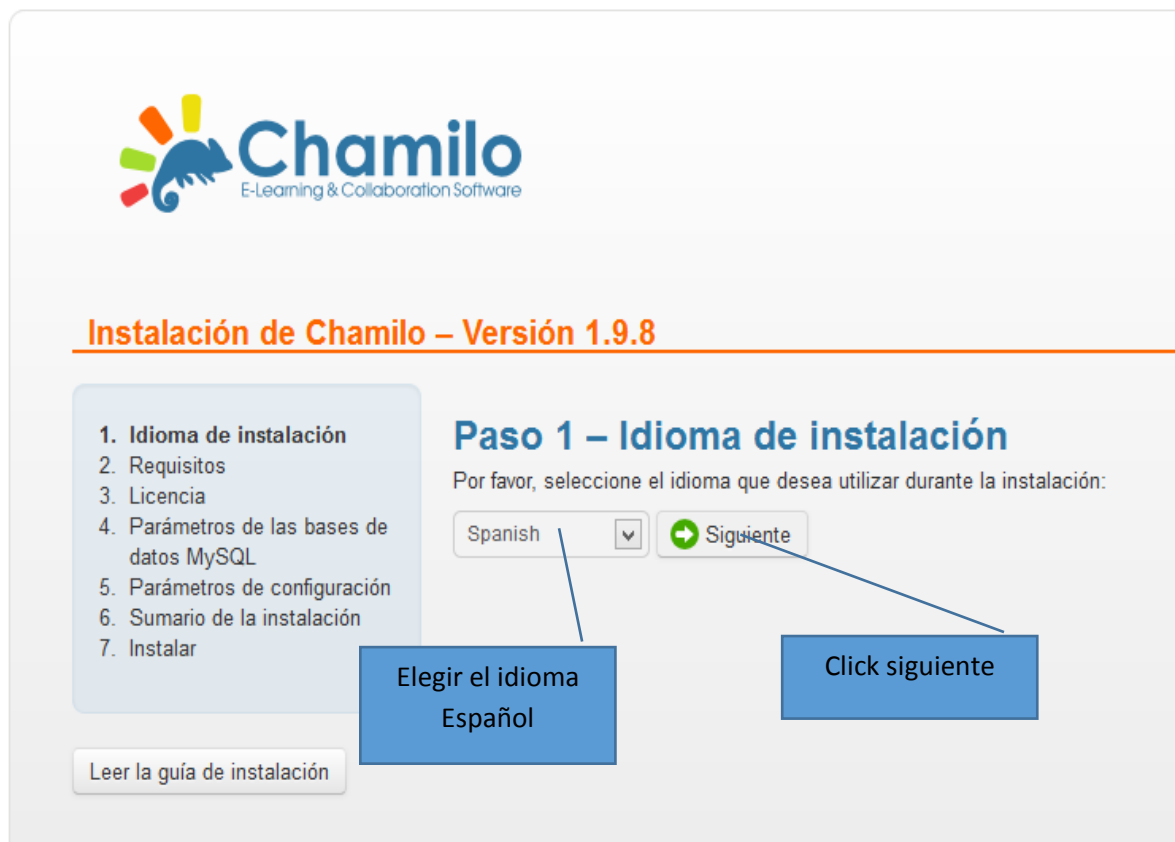 Chamilo
E-Learning & Collaboration Software
Instalación de Chamilo – Versión 1.9.8
1. Idioma de instalación
2. Requisitos
3. Licencia
4. Parámetros de las bases de
datos MySQL
5. Parámetros de configuración
6. Sumario de la instalación
7. Instalar
Paso 1 – Idioma de instalación
Por favor, seleccione el idioma que desea utilizar durante la instalación:
Spanish
Siguiente
Elegir el idioma
Español
Click siguiente
Leer la guía de instalación